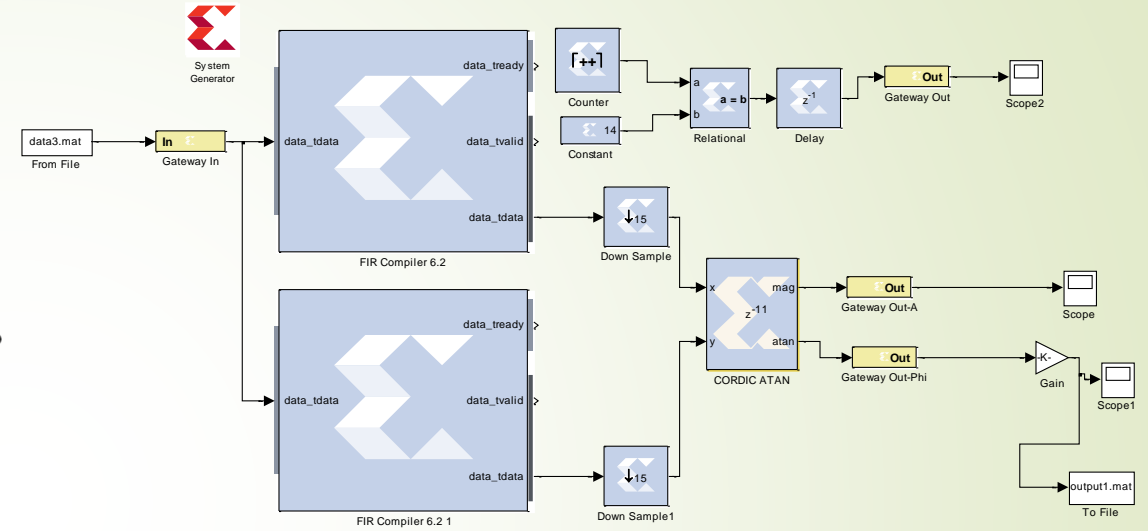 System
Generator
data3.mat
From File
In
Gateway In
data_tdata
data_tready
data_tvalid
data_tdata
FIR Compiler 6.2
++
Counter
14
Constant
a
b
a = b
Relational
z-1
Delay
Out
Gateway Out
Scope2
↓15
Down Sample
x
y
mag
z-11
atan
CORDIC ATAN
Out
Gateway Out-A
Scope
Out
Gateway Out-Phi
-K-
Gain
Scope1
output1.mat
To File
data_tdata
data_tready
data_tvalid
data_tdata
FIR Compiler 6.2 1
↓15
Down Sample1